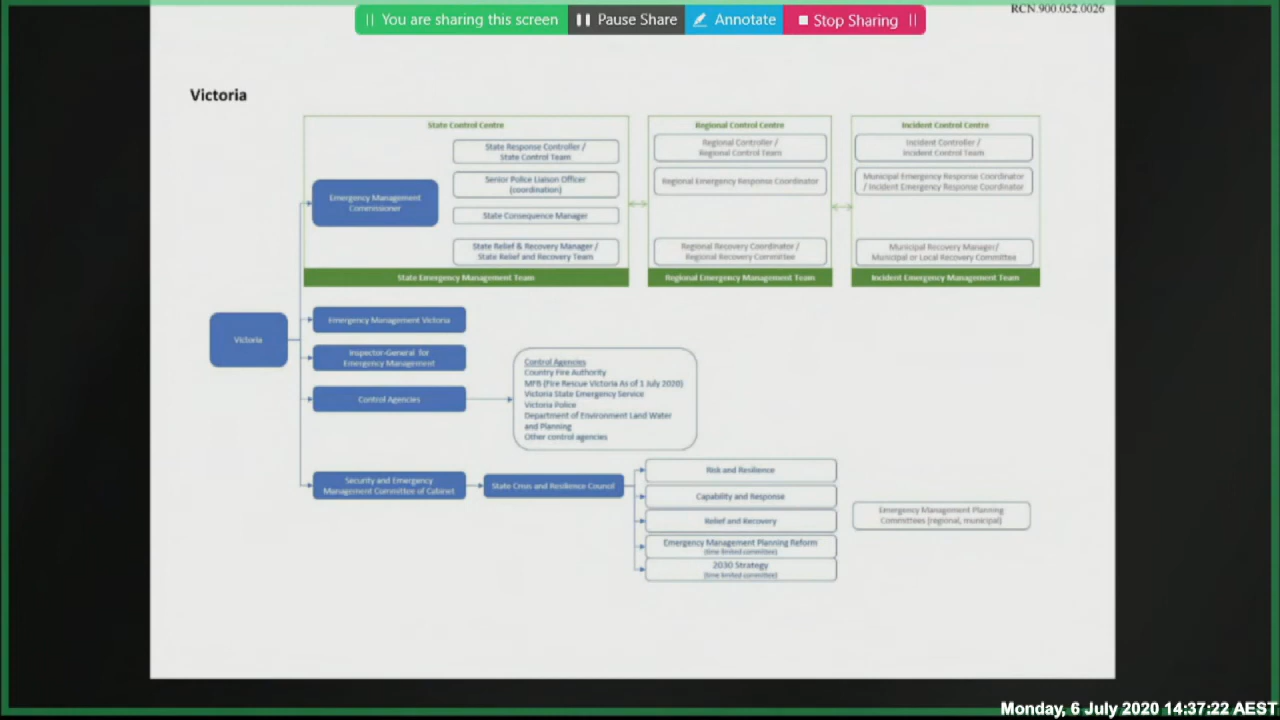 RCN.900.052.0026
You are sharing this screen
Pause Share
Annotate
Stop Sharing
Victoria
State Control Centre
State Response Controller /
State Control Team
Senior Police Liaison Officer
(coordination)
Emergency Management
Commissioner
State Consequence Manager
State Relief & Recovery Manager /
State Relief and Recovery Team
State Emergency Management Team
Regional Control Centre
Regional Controller /
Regional Control Team
Regional Emergency Response Coordinator
Regional Recovery Coordinator /
Regional Recovery Committee
Regional Emergency Management Team
Incident Control Centre
Incident Controller /
Incident Control Team
Municipal Emergency Response Coordinator
/ Incident Emergency Response Coordinator
Municipal Recovery Manager/
Municipal or Local Recovery Committee
Incident Emergency Management Team
Victoria
Emergency Management Victoria
Inspector-General for
Emergency Management
Control Agencies
Control Agencies
Country Fire Authority
MFB (Fire Rescue Victoria As of 1 July 2020)
Victoria State Emergency Service
Victoria Police
Department of Environment Land Water
and Planning
Other control agencies
Security and Emergency
Management Committee of Cabinet
State Crisis and Resilience Council
Risk and Resilience
Capability and Response
Relief and Recovery
Emergency Management Planning Reform
(time limited committee)
2030 Strategy
(time limited committee)
Emergency Management Planning
Committees (regional, municipal)
Monday, 6 July 2020 14:37:22 AEST